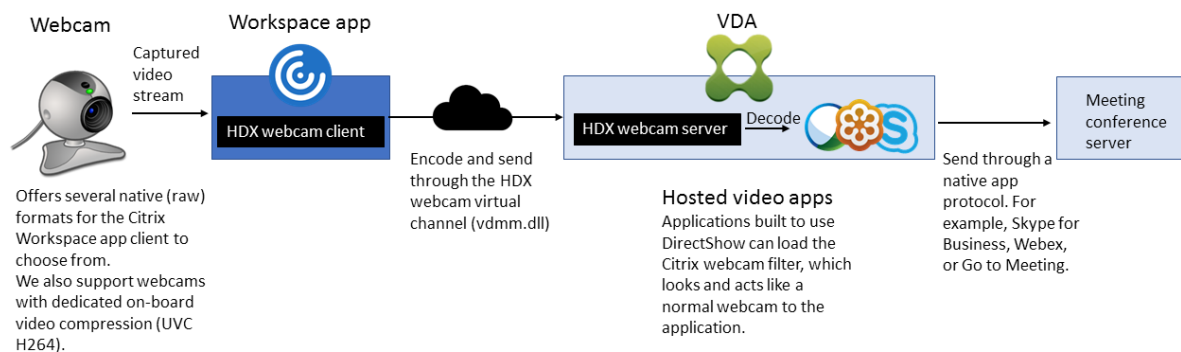 Webcam
Workspace app
VDA
Captured
video
stream
HDX webcam client
HDX webcam server
Decode
Meeting
conference
server
Offers several native (raw)
formats for the Citrix
Workspace app client to
choose from.
We also support webcams
with dedicated on-board
video compression (UVC
H264).
Encode and send
through the HDX
webcam virtual
channel (vdmm.dll)
Hosted video apps
Applications built to use
DirectShow can load the
Citrix webcam filter, which
looks and acts like a
normal webcam to the
application.
Send through a
native app
protocol. For
example, Skype for
Business, Webex,
or Go to Meeting.